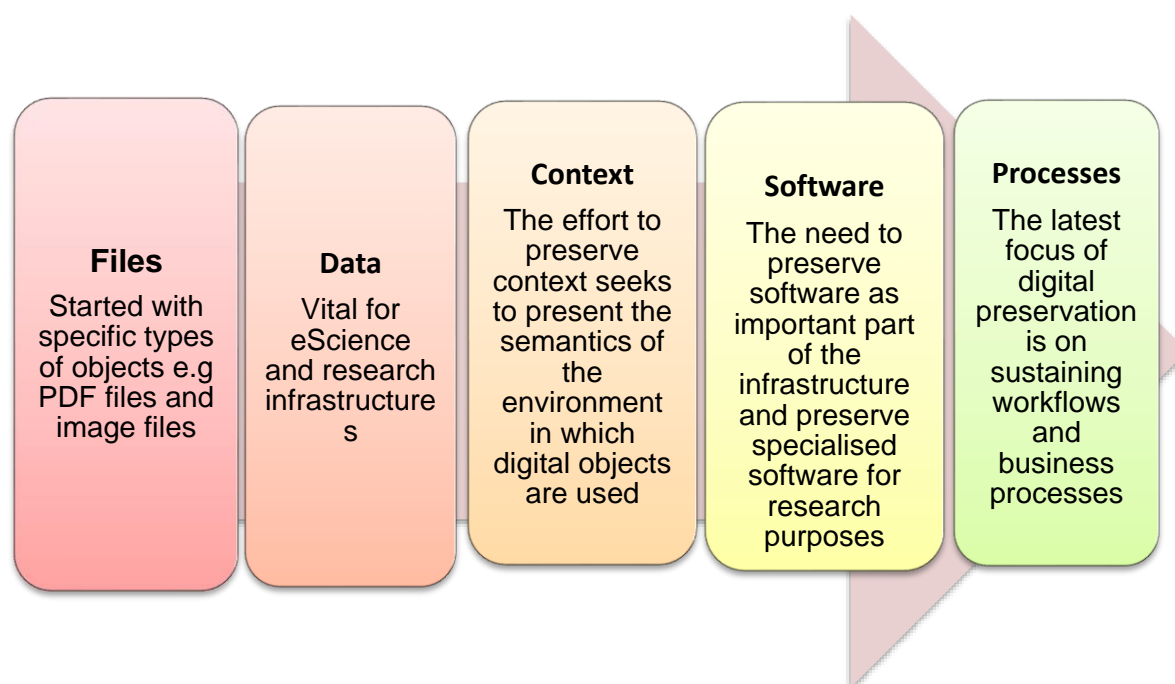 Files
Started with
specific types
of objects e.g
PDF files and
image files
Data
Vital for
eScience
and research
infrastructure
s
Context
The effort to
preserve
context seeks
to present the
semantics of
the
environment
in which
digital objects
are used
Software
The need to
preserve
software as
important part
of the
infrastructure
and preserve
specialised
software for
research
purposes
Processes
The latest
focus of
digital
preservation
is on
sustaining
workflows
and
business
processes